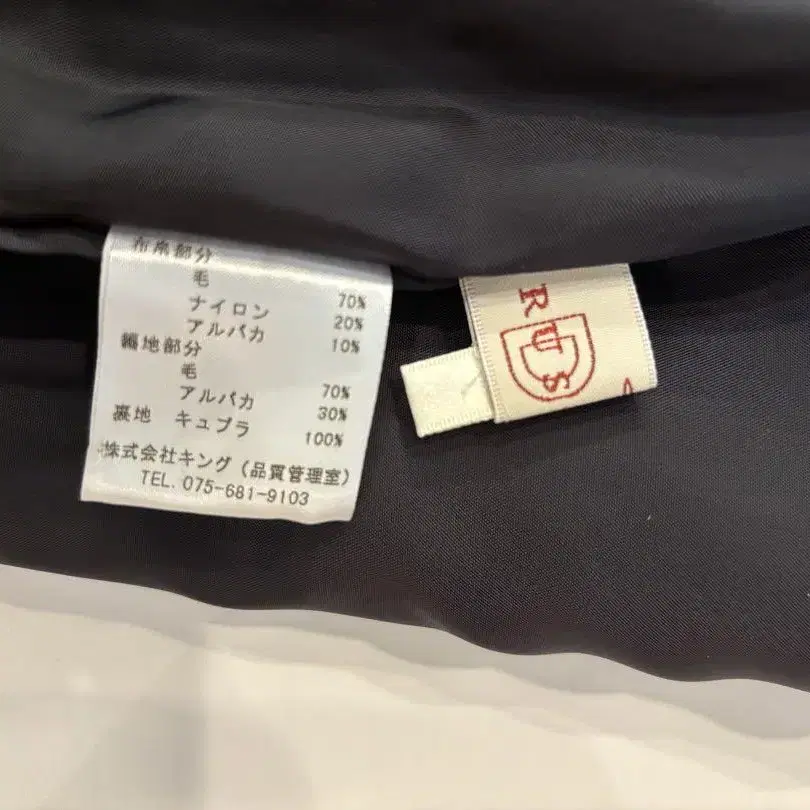 布帛部分
毛 70%
ナイロン 20%
アルパカ 10%
編地部分
毛 70%
アルパカ 30%
裏地 キュプラ 100%
株式会社キング (品質管理室)
TEL. 075-681-9103
RUS